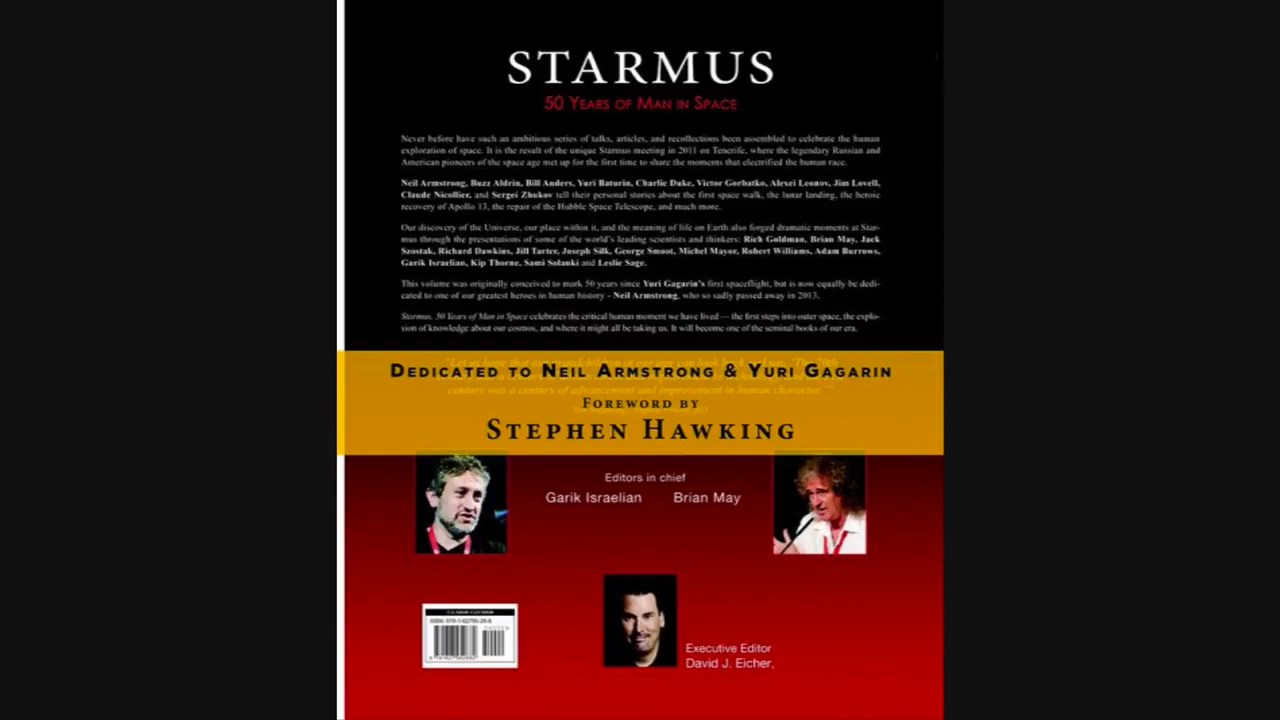 STARMUS
50 Years of Man in Space
Never before have such an ambitious series of talks, articles, and recollections been assembled to celebrate the human
exploration of space. It is the result of the unique Starmus meeting in 2011 on Tenerife, where the legendary Russian and
American pioneers of the space age met up for the first time to share the moments that electrified the human race.
Neil Armstrong, Buzz Aldrin, Bill Anders, Yuri Baturin, Charlie Duke, Victor Gorbatko, Alexei Leonov, Jim Lovell,
Claude Nicollier, and Sergei Zhukov tell their personal stories about the first space walk, the lunar landing, the heroic
recovery of Apollo 13, the repair of the Hubble Space Telescope, and much more.
Our discovery of the Universe, our place within it, and the meaning of life on Earth also forged dramatic moments at Star-
mus through the presentations of some of the world's leading scientists and thinkers: Rich Goldman, Brian May, Jack
Szostak, Richard Dawkins, Jill Tarter, Joseph Silk, George Smoot, Michel Mayor, Robert Williams, Adam Burrows,
Garik Israelian, Kip Thorne, Sami Solanki and Leslie Sage.
This volume was originally conceived to mark 50 years since Yuri Gagarin's first spaceflight, but is now equally be dedi-
cated to one of our greatest heroes in human history - Neil Armstrong, who so sadly passed away in 2013.
Starmus. 50 Years of Man in Space celebrates the critical human moment we have lived — the first steps into outer space, the explo-
sion of knowledge about our cosmos, and where it might all be taking us. It will become one of the seminal books of our era.
Dedicated to Neil Armstrong & Yuri Gagarin
century was a century of advancement and improvement in human character.'"
Foreword by
Stephen Hawking
Editors in chief
Garik Israelian Brian May
Executive Editor
David J. Eicher,